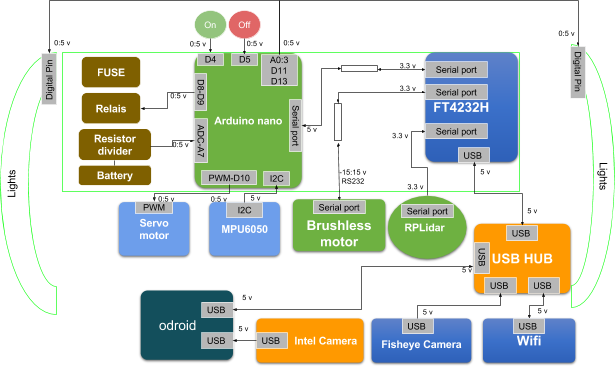 0:5 v
0:5 v
On
Off
0:5 v
0:5 v
0:5 v
Digital Pin
Digital Pin
D4
D5
A0:3
D11
D13
FUSE
Relais
Resistor
divider
Battery
D8-D9
0:5 v
ADC-A7
0:5 v
Arduino nano
Serial port
5 v
PWM-D10
I2C
3.3 v
3.3 v
3.3 v
Serial port
Serial port
FT4232H
Serial port
USB
5 v
-15:15 v
RS232
3.3 v
Lights
Lights
0:5 v
0:5 v
5 v
PWM
Servo
motor
I2C
MPU6050
Serial port
Brushless
motor
Serial port
RPLidar
5 v
USB
USB HUB
USB
5 v
USB
USB
5 v
odroid
USB
USB
5 v
USB
Intel Camera
5 v
USB
Fisheye Camera
5 v
USB
Wifi